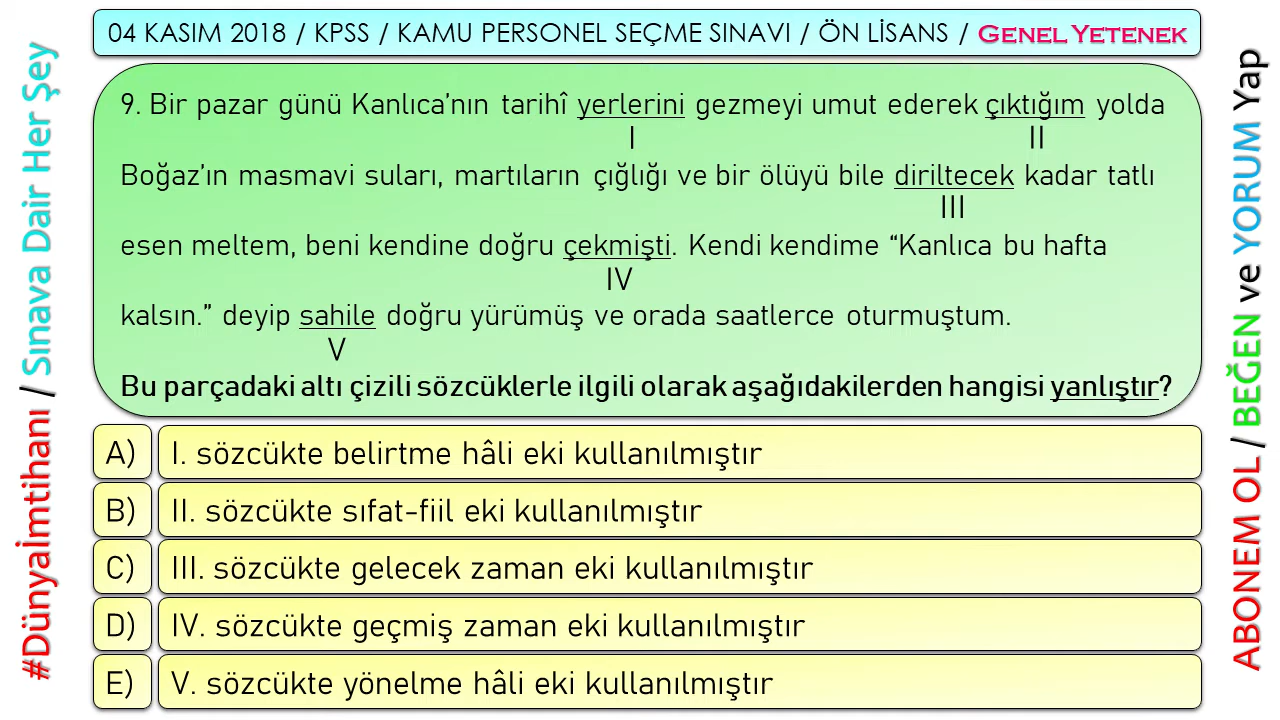 04 KASIM 2018 / KPSS / KAMU PERSONEL SEÇME SINAVI / ÖN LİSANS / GENEL YETENEK
9. Bir pazar günü Kanlıca’nın tarihî yerlerini gezmeyi umut ederek çıktığım yolda
I II
Boğaz’ın masmavi suları, martıların çığlığı ve bir ölüyü bile diriltecek kadar tatlı
III
esen meltem, beni kendine doğru çekmişti. Kendi kendime “Kanlıca bu hafta
IV
kalsın.” deyip sahile doğru yürümüş ve orada saatlerce oturmuştum.
V
Bu parçadaki altı çizili sözcüklerle ilgili olarak aşağıdakilerden hangisi yanlıştır?
A) I. sözcükte belirtme hâli eki kullanılmıştır
B) II. sözcükte sıfat-fiil eki kullanılmıştır
C) III. sözcükte gelecek zaman eki kullanılmıştır
D) IV. sözcükte geçmiş zaman eki kullanılmıştır
E) V. sözcükte yönelme hâli eki kullanılmıştır
#Dünyaİmtihanı / Sınava Dair Her Şey
ABONEM OL / BEĞEN ve YORUM Yap